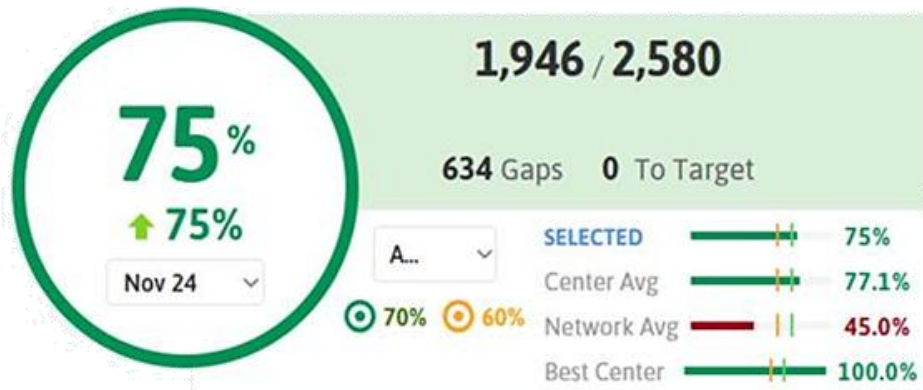 75%
75%
Nov 24
1,946 / 2,580
634 Gaps 0 To Target
A...
70% 60%
SELECTED 75%
Center Avg 77.1%
Network Avg 45.0%
Best Center 100.0%